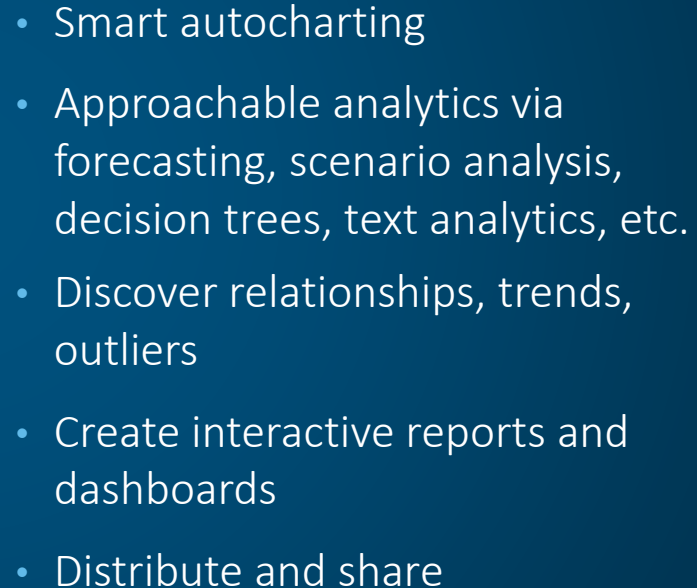 • Smart autocharting
• Approachable analytics via
forecasting, scenario analysis,
decision trees, text analytics, etc.
• Discover relationships, trends,
outliers
• Create interactive reports and
dashboards
• Distribute and share